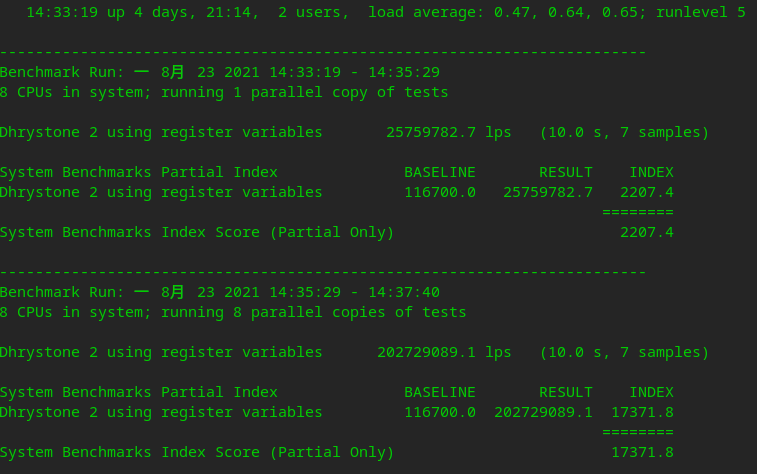 14:33:19 up 4 days, 21:14,  2 users,  load average: 0.47, 0.64, 0.65; runlevel 5
------------------------------------------------------------------------
Benchmark Run: 一 8月 23 2021 14:33:19 - 14:35:29
8 CPUs in system; running 1 parallel copy of tests
Dhrystone 2 using register variables       25759782.7 lps   (10.0 s, 7 samples)
System Benchmarks Partial Index              BASELINE       RESULT    INDEX
Dhrystone 2 using register variables         116700.0   25759782.7   2207.4
                                                                   ========
System Benchmarks Index Score (Partial Only)                         2207.4
------------------------------------------------------------------------
Benchmark Run: 一 8月 23 2021 14:35:29 - 14:37:40
8 CPUs in system; running 8 parallel copies of tests
Dhrystone 2 using register variables      202729089.1 lps   (10.0 s, 7 samples)
System Benchmarks Partial Index              BASELINE       RESULT    INDEX
Dhrystone 2 using register variables         116700.0  202729089.1  17371.8
                                                                   ========
System Benchmarks Index Score (Partial Only)                        17371.8